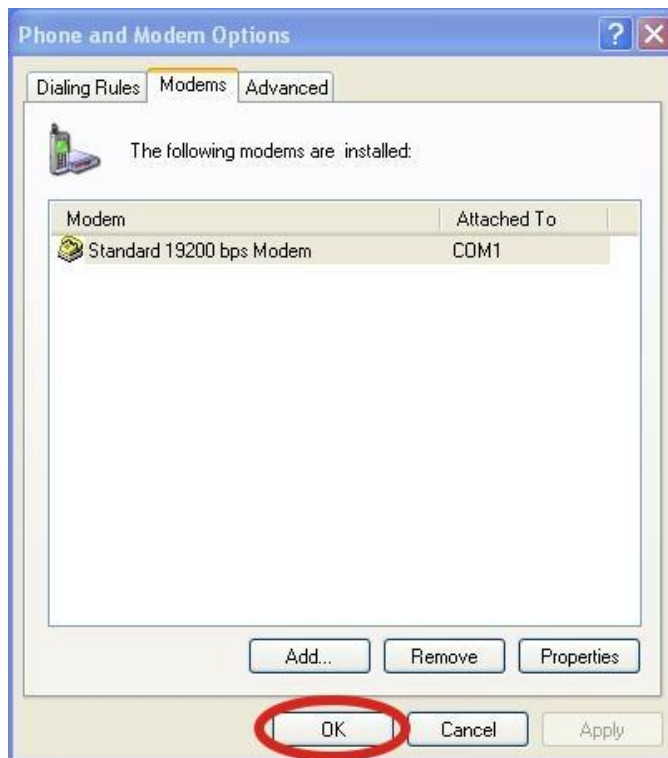 Phone and Modem Options
Dialing Rules Modems Advanced
The following modems are installed:
Modem Attached To
Standard 19200 bps Modem COM1
Add... Remove Properties
OK Cancel Apply